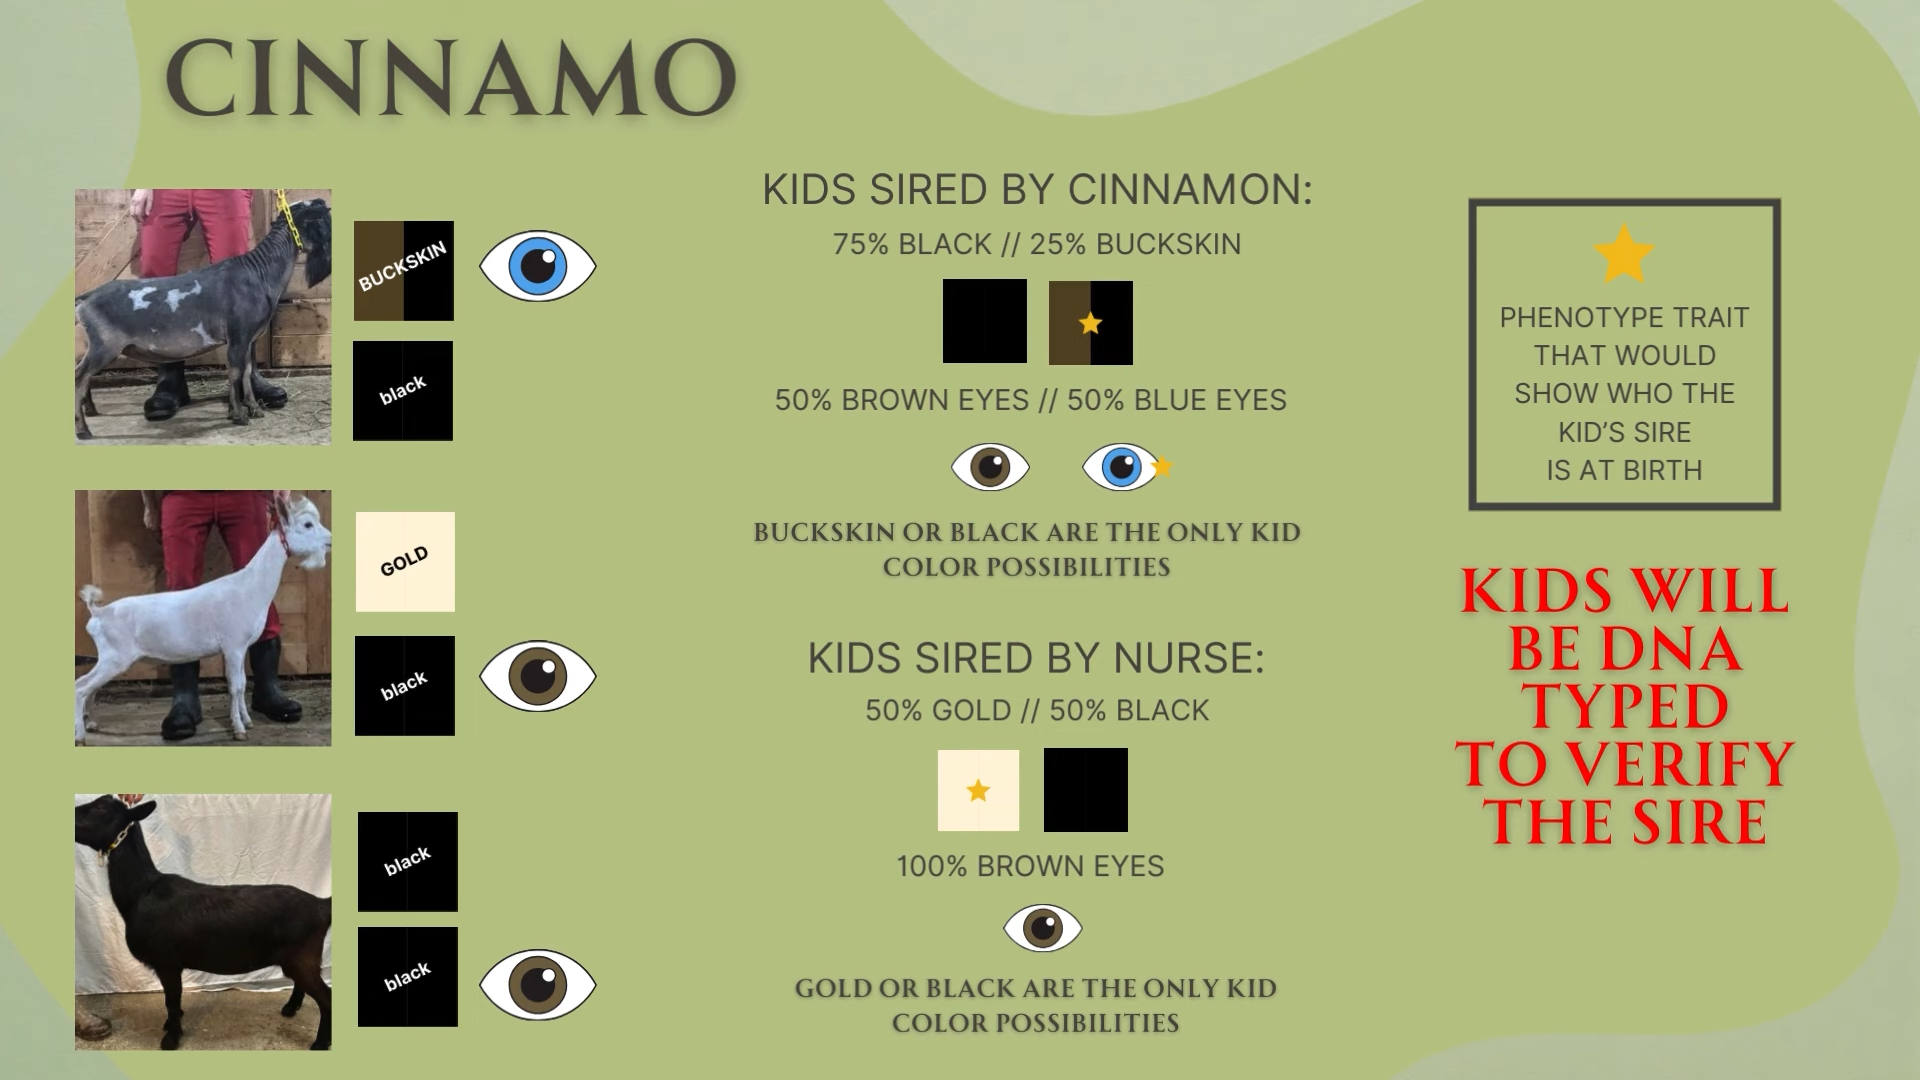 CINNAMO
BUCKSKIN
black
GOLD
black
black
black
KIDS SIRED BY CINNAMON:
75% BLACK // 25% BUCKSKIN
50% BROWN EYES // 50% BLUE EYES
BUCKSKIN OR BLACK ARE THE ONLY KID
COLOR POSSIBILITIES
KIDS SIRED BY NURSE:
50% GOLD // 50% BLACK
100% BROWN EYES
GOLD OR BLACK ARE THE ONLY KID
COLOR POSSIBILITIES
PHENOTYPE TRAIT
THAT WOULD
SHOW WHO THE
KID’S SIRE
IS AT BIRTH
KIDS WILL
BE DNA
TYPED
TO VERIFY
THE SIRE